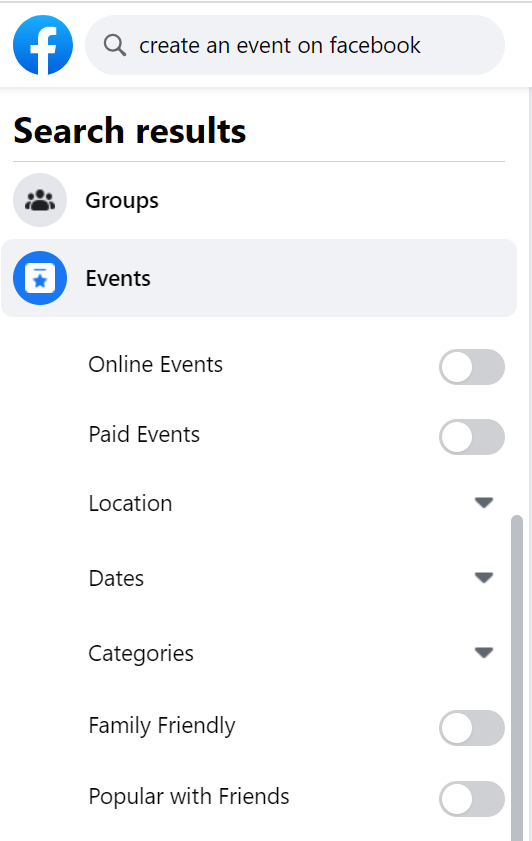 create an event on facebook
Search results
Groups
Events
Online Events
Paid Events
Location
Dates
Categories
Family Friendly
Popular with Friends